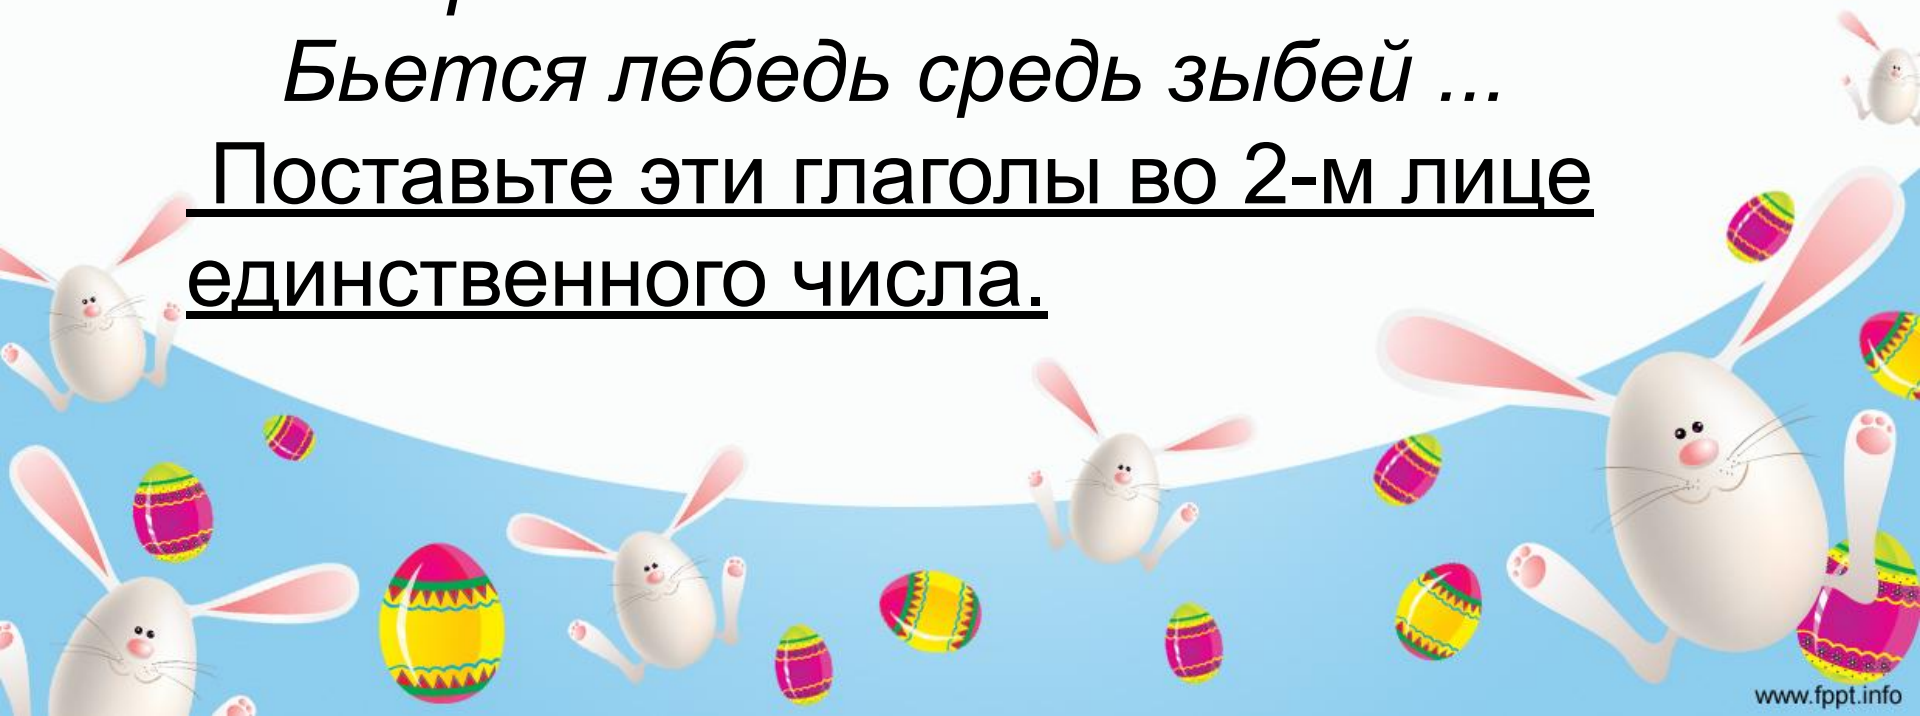 Бьется лебедь средь зыбей ...
Поставьте эти глаголы во 2-м лице
единственного числа.
www.fppt.info